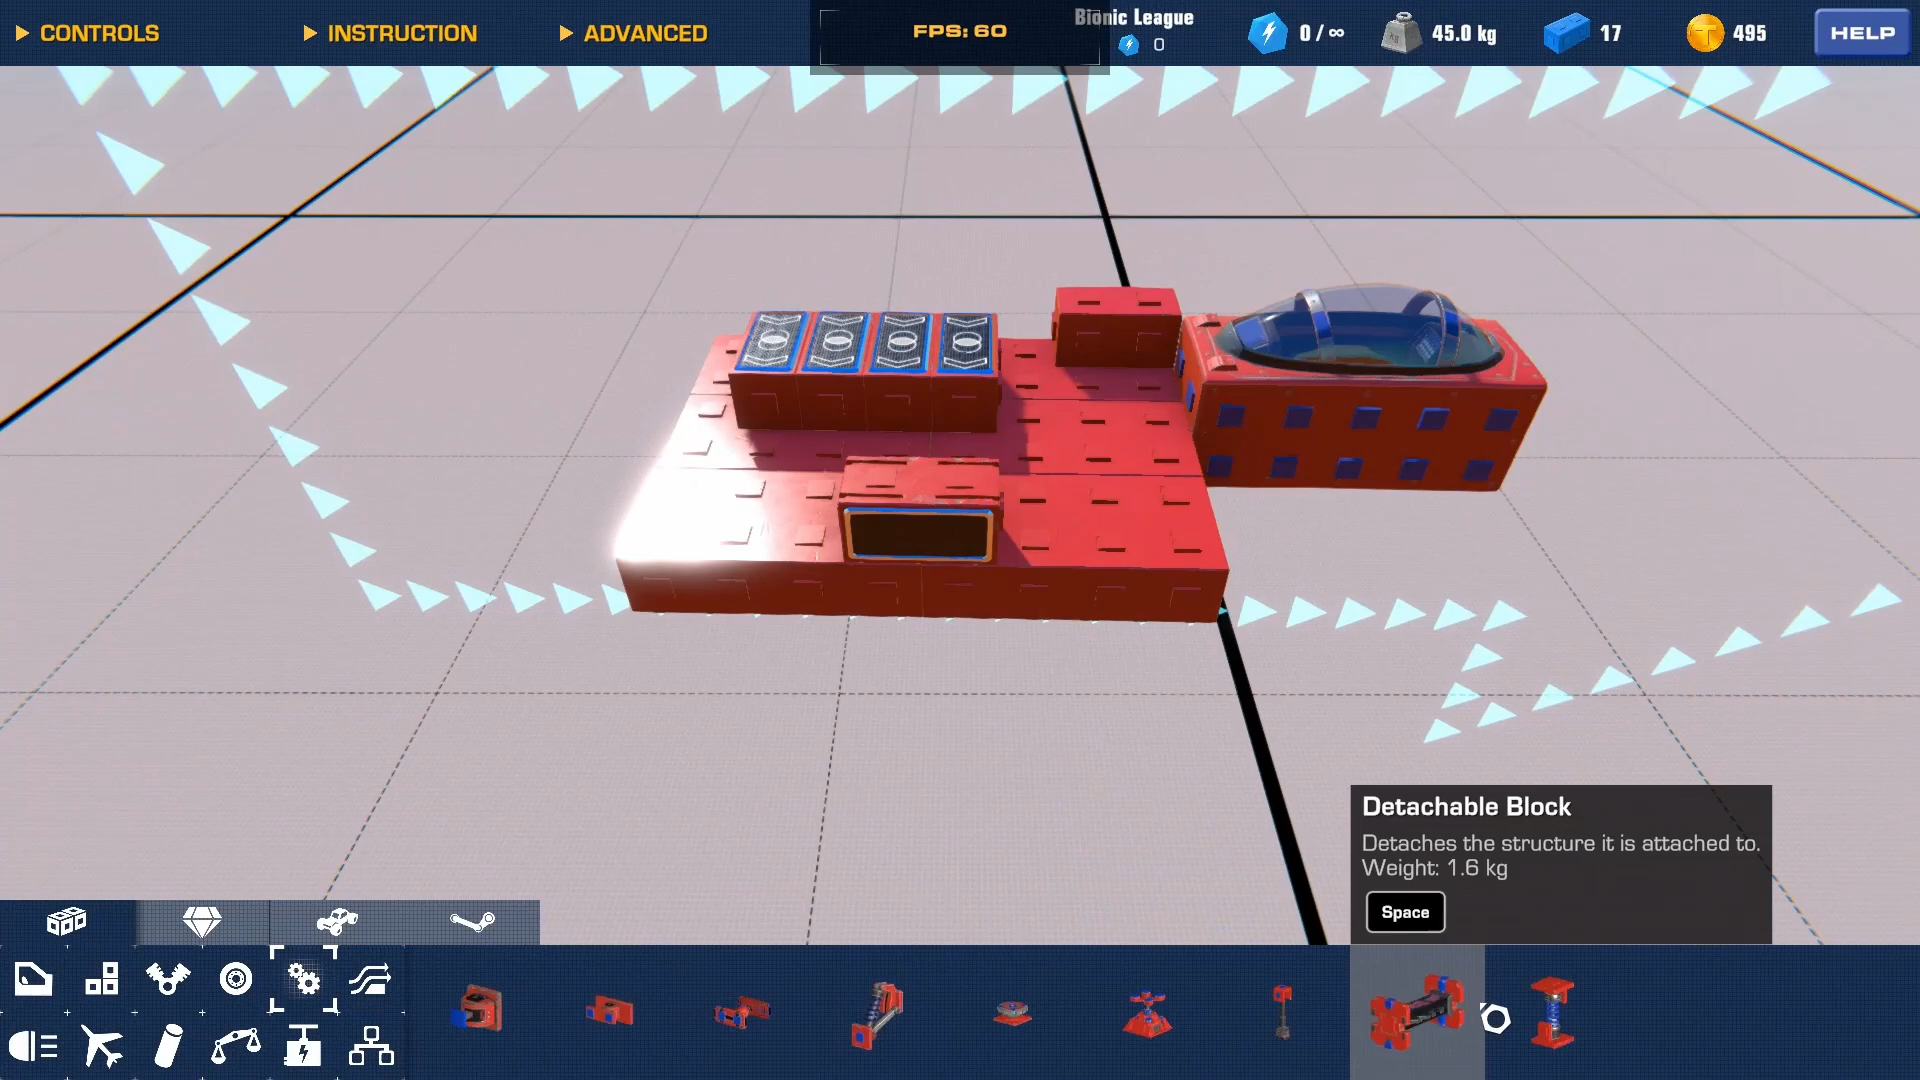 CONTROLS
INSTRUCTION
ADVANCED
FPS: 60
Bionic League
0
0 / ∞
45.0 kg
17
495
HELP
Detachable Block
Detaches the structure it is attached to.
Weight: 1.6 kg
Space